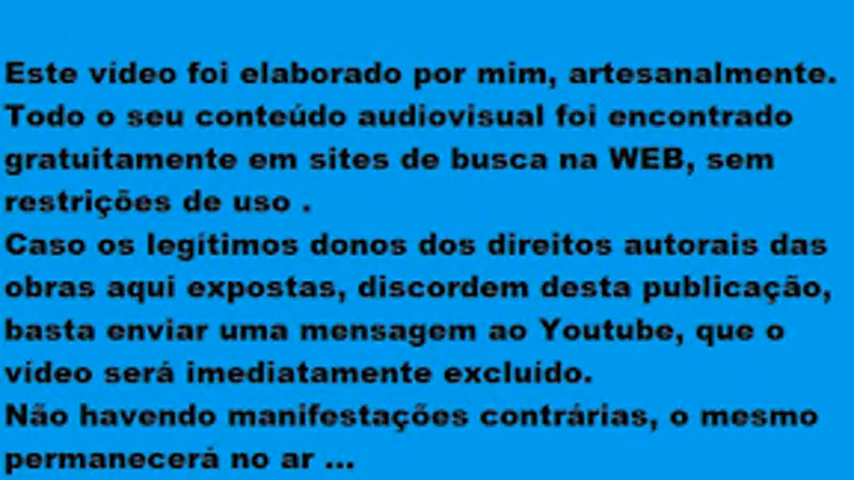 Este vídeo foi elaborado por mim, artesanalmente.
Todo o seu conteúdo audiovisual foi encontrado
gratuitamente em sites de busca na WEB, sem
restrições de uso .
Caso os legítimos donos dos direitos autorais das
obras aqui expostas, discordem desta publicação,
basta enviar uma mensagem ao Youtube, que o
vídeo será imediatamente excluído.
Não havendo manifestações contrárias, o mesmo
permanecerá no ar ...